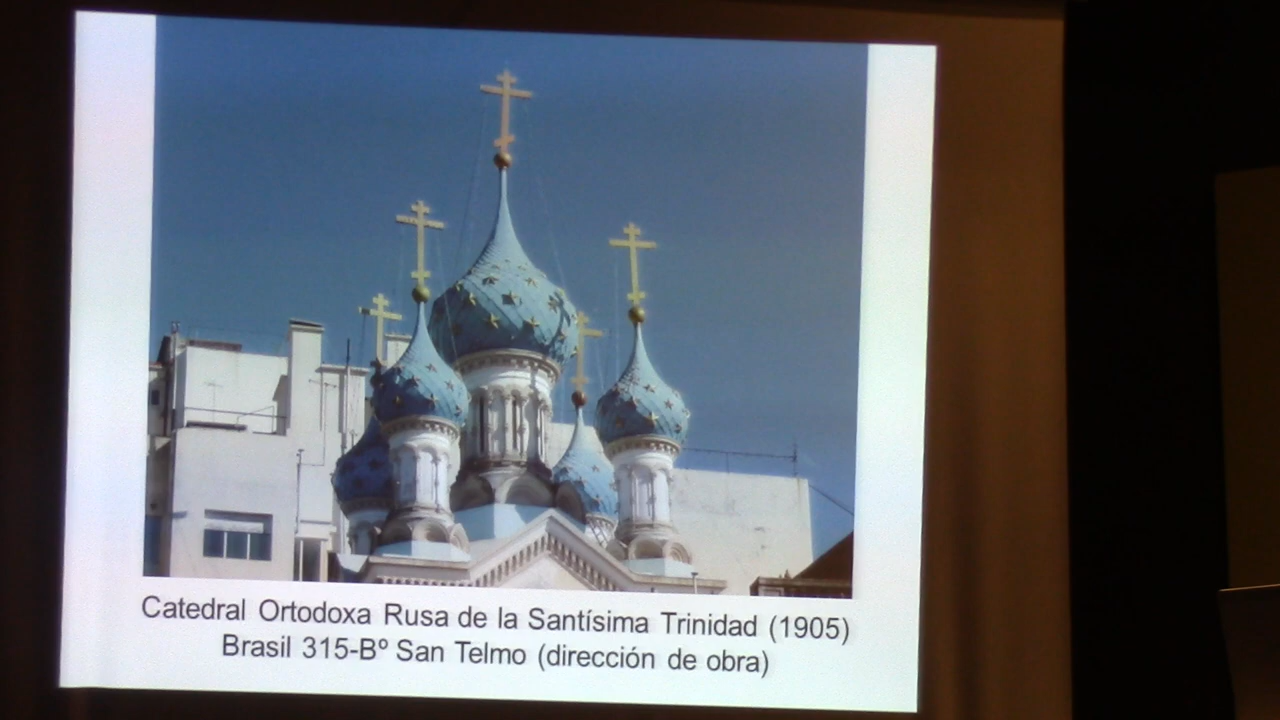 Catedral Ortodoxa Rusa de la Santísima Trinidad (1905)
Brasil 315-Bº San Telmo (dirección de obra)